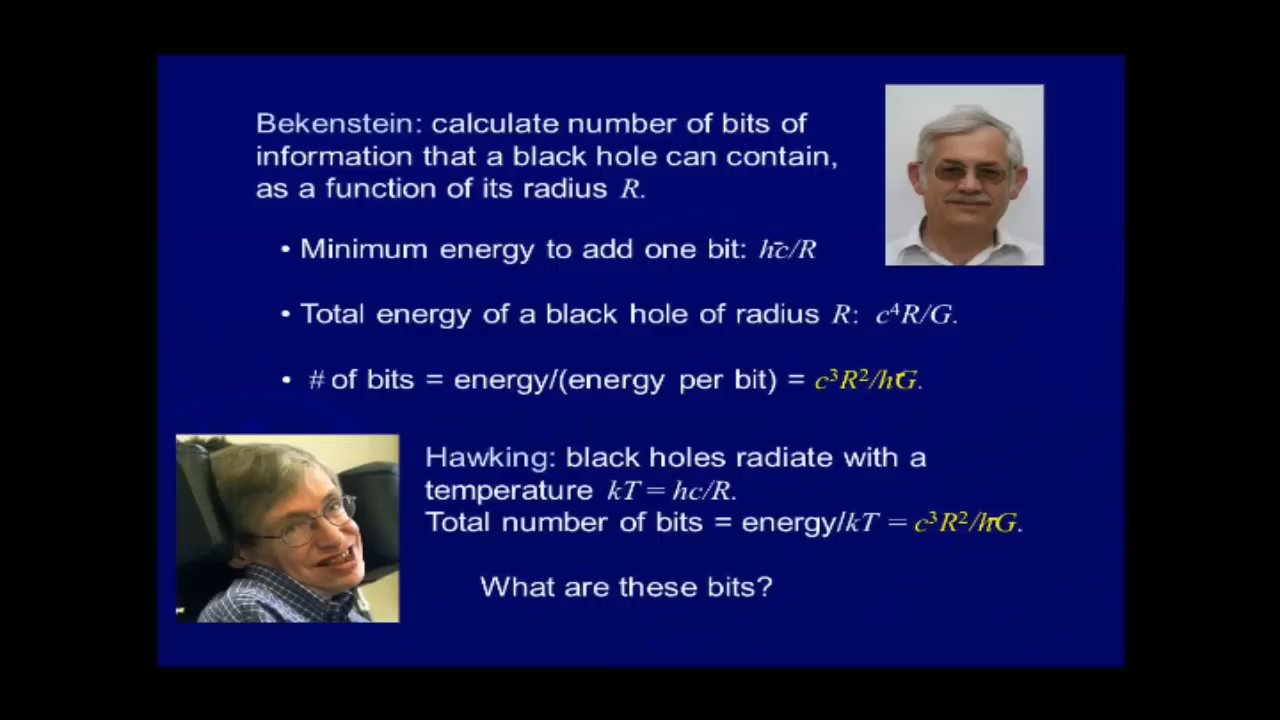 Bekenstein: calculate number of bits of
information that a black hole can contain,
as a function of its radius R.
• Minimum energy to add one bit: ħc/R
• Total energy of a black hole of radius R: c⁴R/G.
• # of bits = energy/(energy per bit) = c³R²/ħG.
Hawking: black holes radiate with a
temperature kT = hc/R.
Total number of bits = energy/kT = c³R²/ħG.
What are these bits?